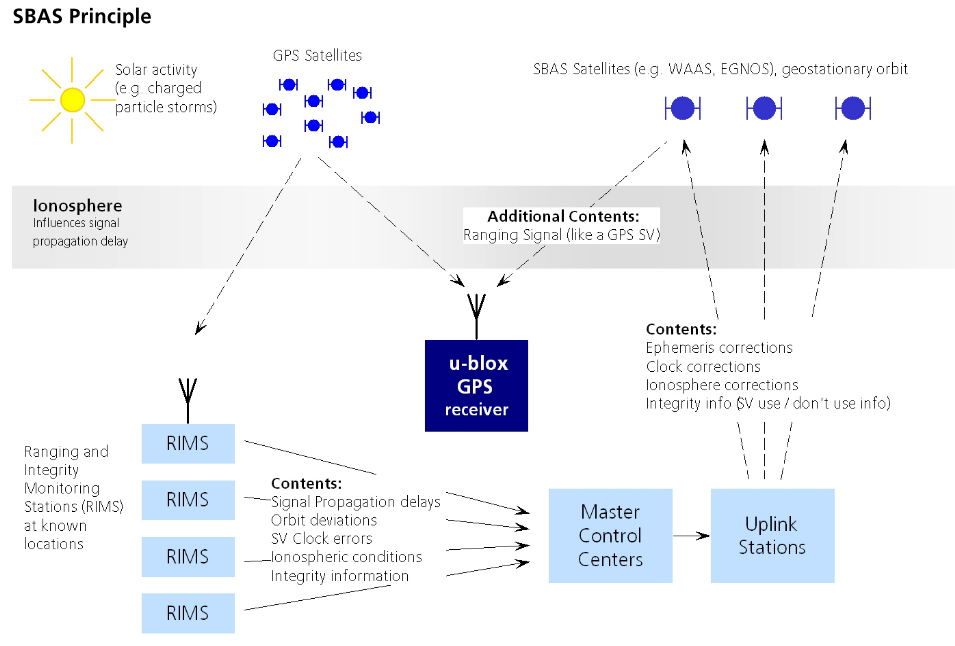 SBAS Principle
GPS Satellites
Solar activity
(e.g. charged
particle storms)
SBAS Satellites (e.g. WAAS, EGNOS), geostationary orbit
Ionosphere
Influences signal
propagation delay
Additional Contents:
Ranging Signal (like a GPS SV)
u-blox
GPS
receiver
Contents:
Ephemeris corrections
Clock corrections
Ionosphere corrections
Integrity info (SV use / don't use info)
Ranging and
Integrity
Monitoring
Stations (RIMS)
at known
locations
RIMS
RIMS
RIMS
RIMS
Contents:
Signal Propagation delays
Orbit deviations
SV Clock errors
Ionospheric conditions
Integrity information
Master
Control
Centers
Uplink
Stations